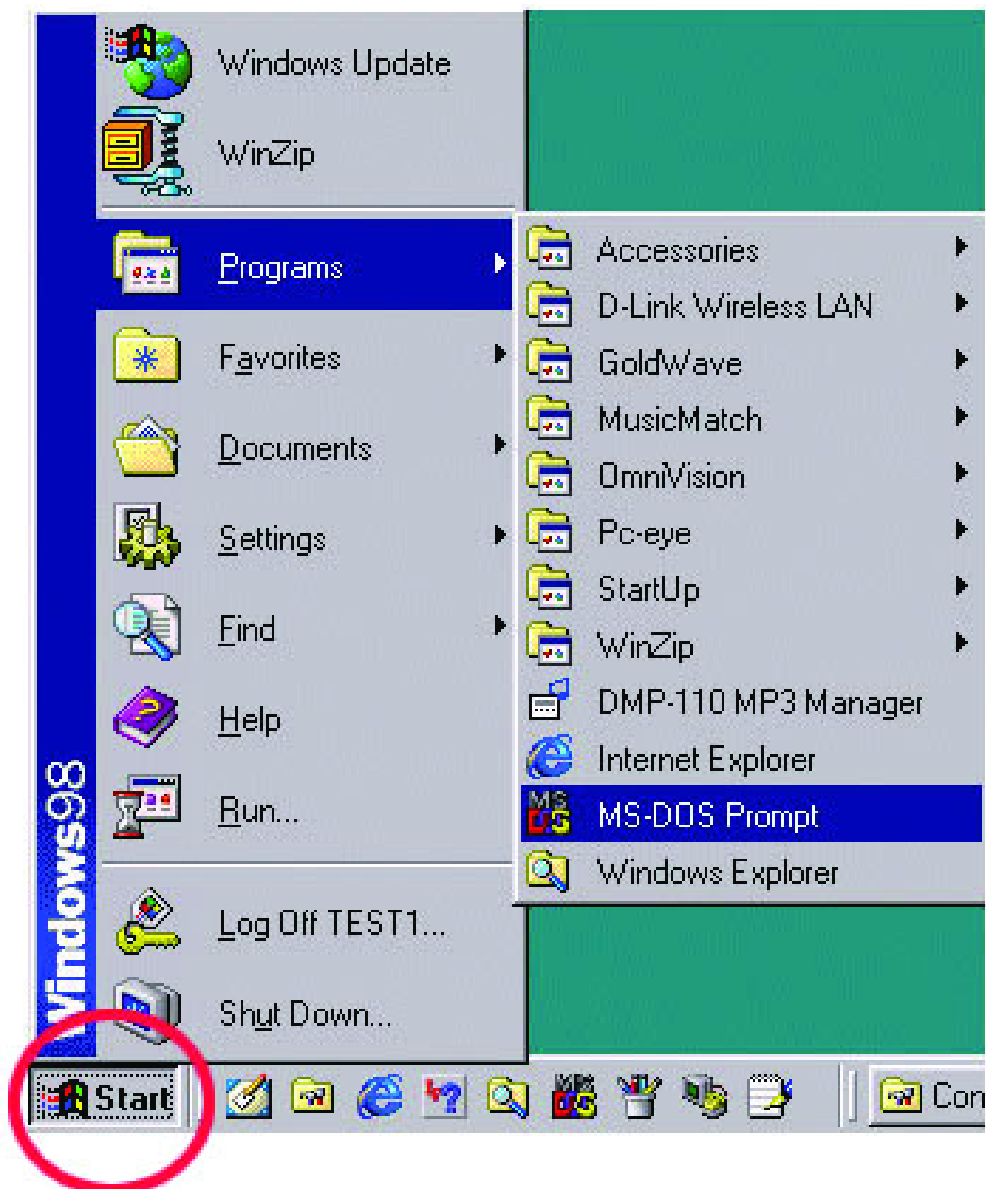 Windows Update
WinZip
Programs
Favorites
Documents
Settings
Find
Help
Run...
Log Off TEST1...
Shut Down...
Windows98
Accessories
D-Link Wireless LAN
GoldWave
MusicMatch
OmniVision
Pc-eye
StartUp
WinZip
DMP-110 MP3 Manager
Internet Explorer
MS-DOS Prompt
Windows Explorer
Start
Con